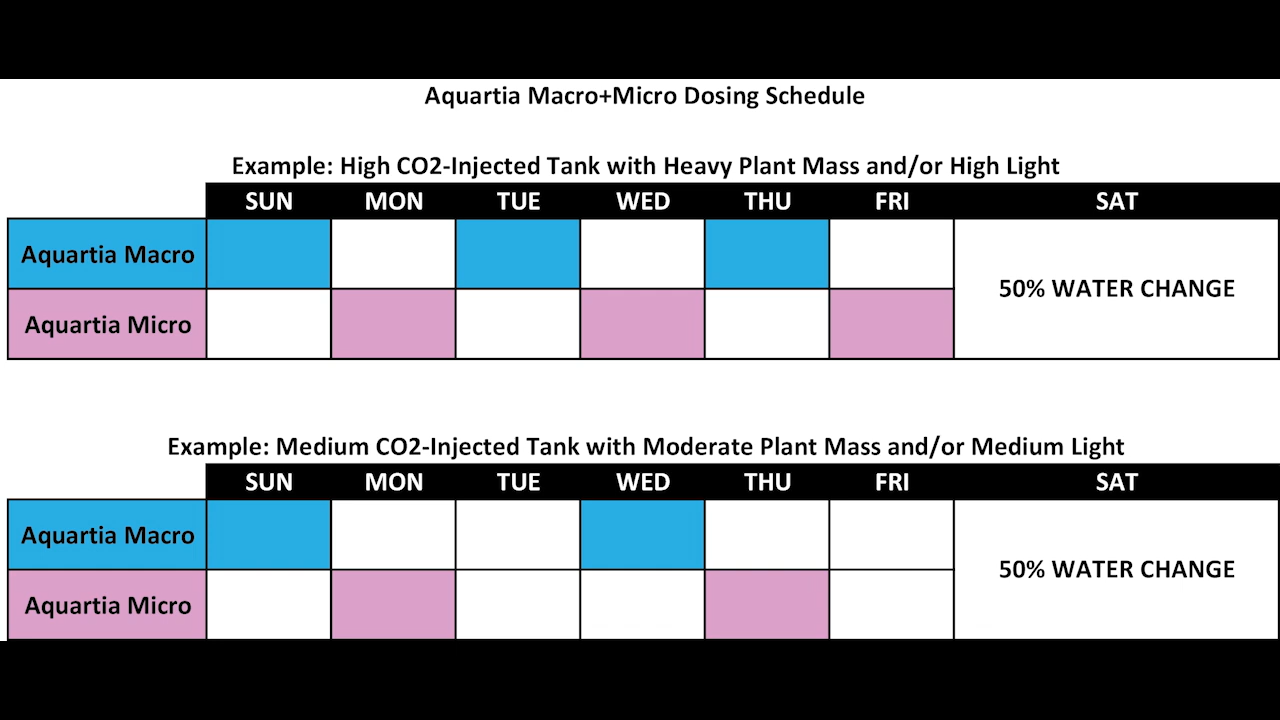 Aquartia Macro+Micro Dosing Schedule
Example: High CO2-Injected Tank with Heavy Plant Mass and/or High Light
SUN MON TUE WED THU FRI SAT
Aquartia Macro
50% WATER CHANGE
Aquartia Micro
Example: Medium CO2-Injected Tank with Moderate Plant Mass and/or Medium Light
SUN MON TUE WED THU FRI SAT
Aquartia Macro
50% WATER CHANGE
Aquartia Micro